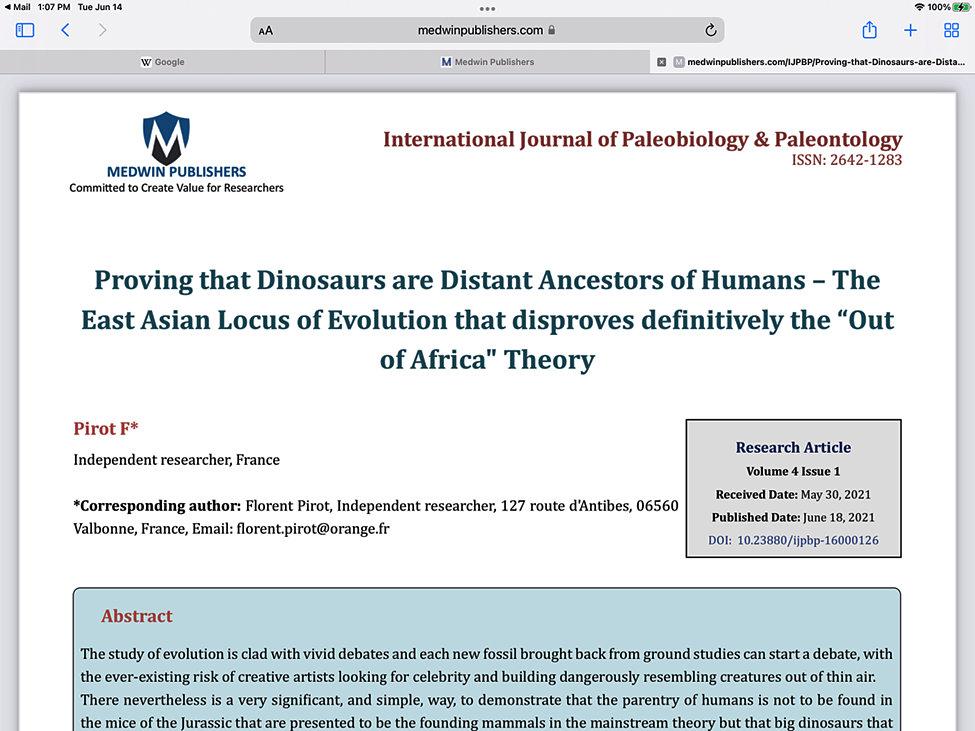 Mail 1:07 PM Tue Jun 14
100%
AA medwinpublishers.com
W Google
M Medwin Publishers
M medwinpublishers.com/IJPBP/Proving-that-Dinosaurs-are-Dista...
M
MEDWIN PUBLISHERS
Committed to Create Value for Researchers
International Journal of Paleobiology & Paleontology
ISSN: 2642-1283
Proving that Dinosaurs are Distant Ancestors of Humans – The
East Asian Locus of Evolution that disproves definitively the “Out
of Africa" Theory
Pirot F*
Independent researcher, France
*Corresponding author: Florent Pirot, Independent researcher, 127 route d'Antibes, 06560
Valbonne, France, Email: florent.pirot@orange.fr
Research Article
Volume 4 Issue 1
Received Date: May 30, 2021
Published Date: June 18, 2021
DOI: 10.23880/ijpbp-16000126
Abstract
The study of evolution is clad with vivid debates and each new fossil brought back from ground studies can start a debate, with
the ever-existing risk of creative artists looking for celebrity and building dangerously resembling creatures out of thin air.
There nevertheless is a very significant, and simple, way, to demonstrate that the parentry of humans is not to be found in
the mice of the Jurassic that are presented to be the founding mammals in the mainstream theory but that big dinosaurs that